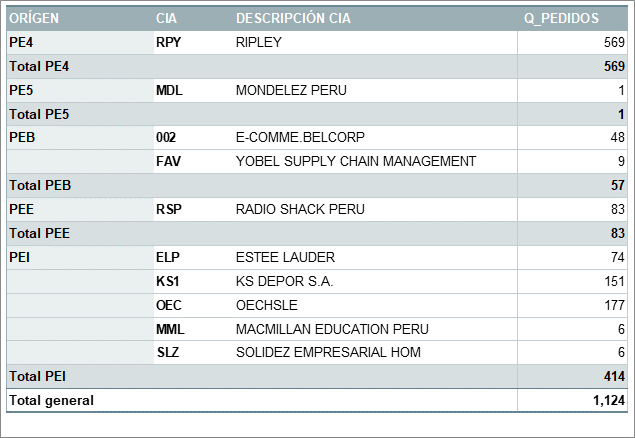 ORÍGEN CIA DESCRIPCIÓN CIA Q_PEDIDOS
PE4 RPY RIPLEY 569
Total PE4 569
PE5 MDL MONDELEZ PERU 1
Total PE5 1
PEB 002 E-COMME.BELCORP 48
FAV YOBEL SUPPLY CHAIN MANAGEMENT 9
Total PEB 57
PEE RSP RADIO SHACK PERU 83
Total PEE 83
PEI ELP ESTEE LAUDER 74
KS1 KS DEPOR S.A. 151
OEC OECHSLE 177
MML MACMILLAN EDUCATION PERU 6
SLZ SOLIDEZ EMPRESARIAL HOM 6
Total PEI 414
Total general 1,124